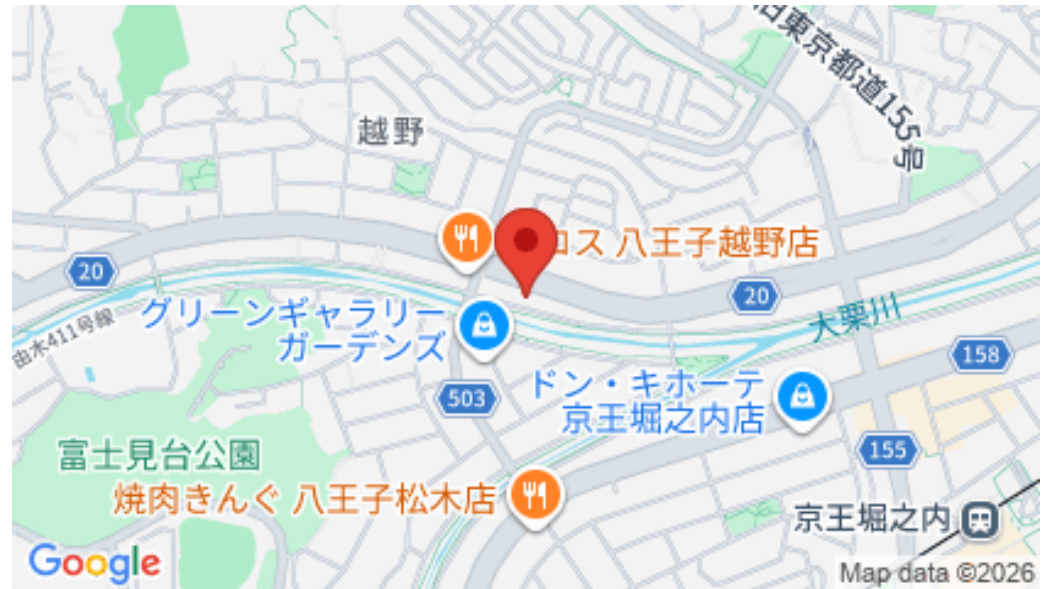 旧東京都道155号
越野
ロス 八王子越野店
20
20
グリーンギャラリー
ガーデンズ
大栗川
由木411号線
158
ドン・キホーテ
京王堀之内店
503
155
富士見台公園
焼肉きんぐ 八王子松木店
京王堀之内
Google
Map data ©2026